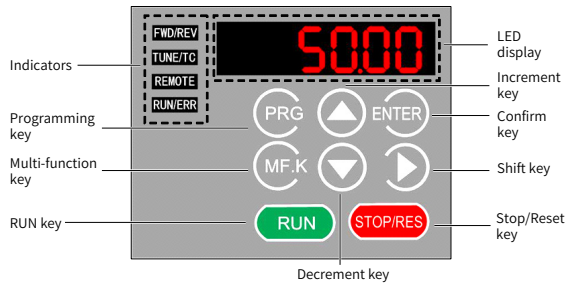 FWD/REV
TUNE/TC
REMOTE
RUN/ERR
50.00
PRG
ENTER
MF.K
RUN
STOP/RES
Indicators
Programming
key
Multi-function
key
RUN key
LED
display
Increment
key
Confirm
key
Shift key
Stop/Reset
key
Decrement key